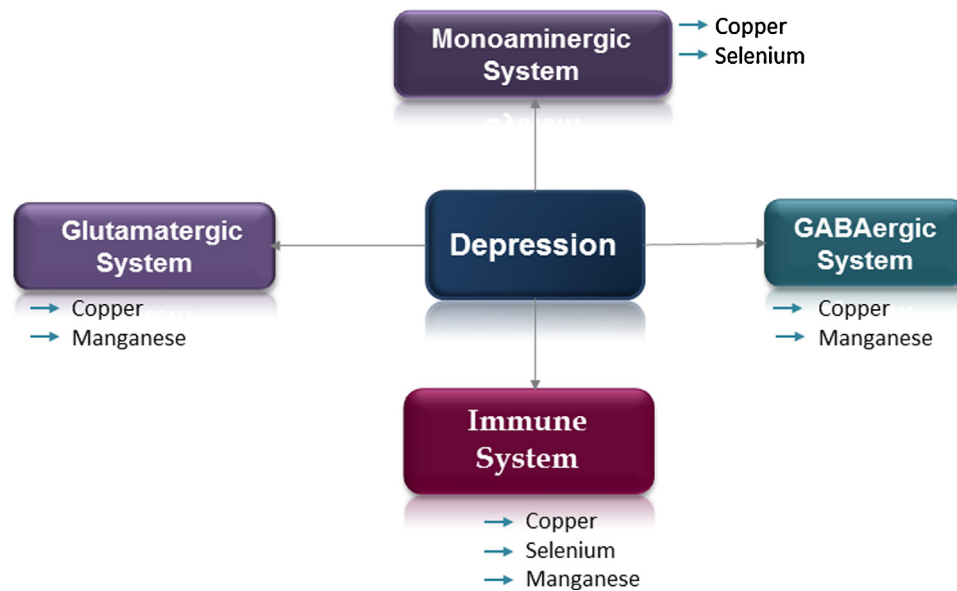 Monoaminergic
System
Copper
Selenium
Glutamatergic
System
Copper
Manganese
Depression
GABAergic
System
Copper
Manganese
Immune
System
Copper
Selenium
Manganese